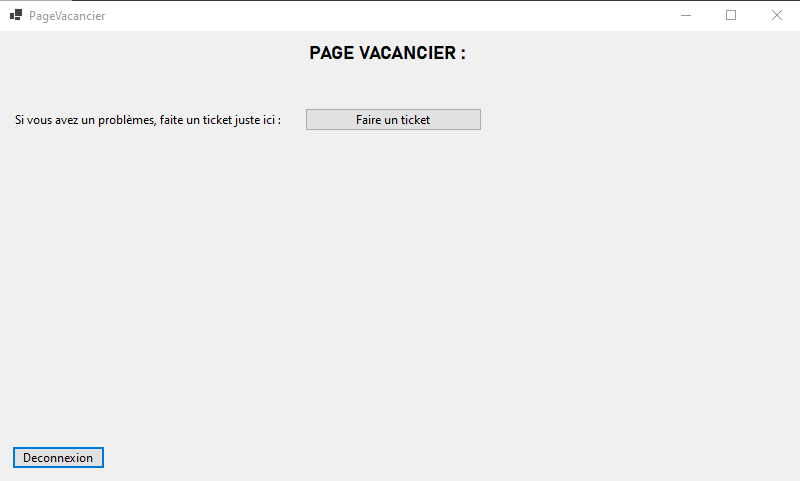 PageVacancier
PAGE VACANCIER :
Si vous avez un problèmes, faite un ticket juste ici :
Faire un ticket
Deconnexion